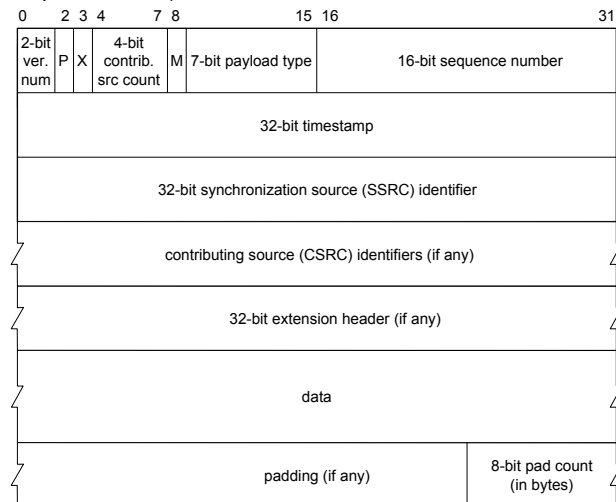 0 2 3 4 7 8 15 16 31
2-bit ver. num P X 4-bit contrib. src count M 7-bit payload type 16-bit sequence number
32-bit timestamp
32-bit synchronization source (SSRC) identifier
contributing source (CSRC) identifiers (if any)
32-bit extension header (if any)
data
padding (if any) 8-bit pad count (in bytes)